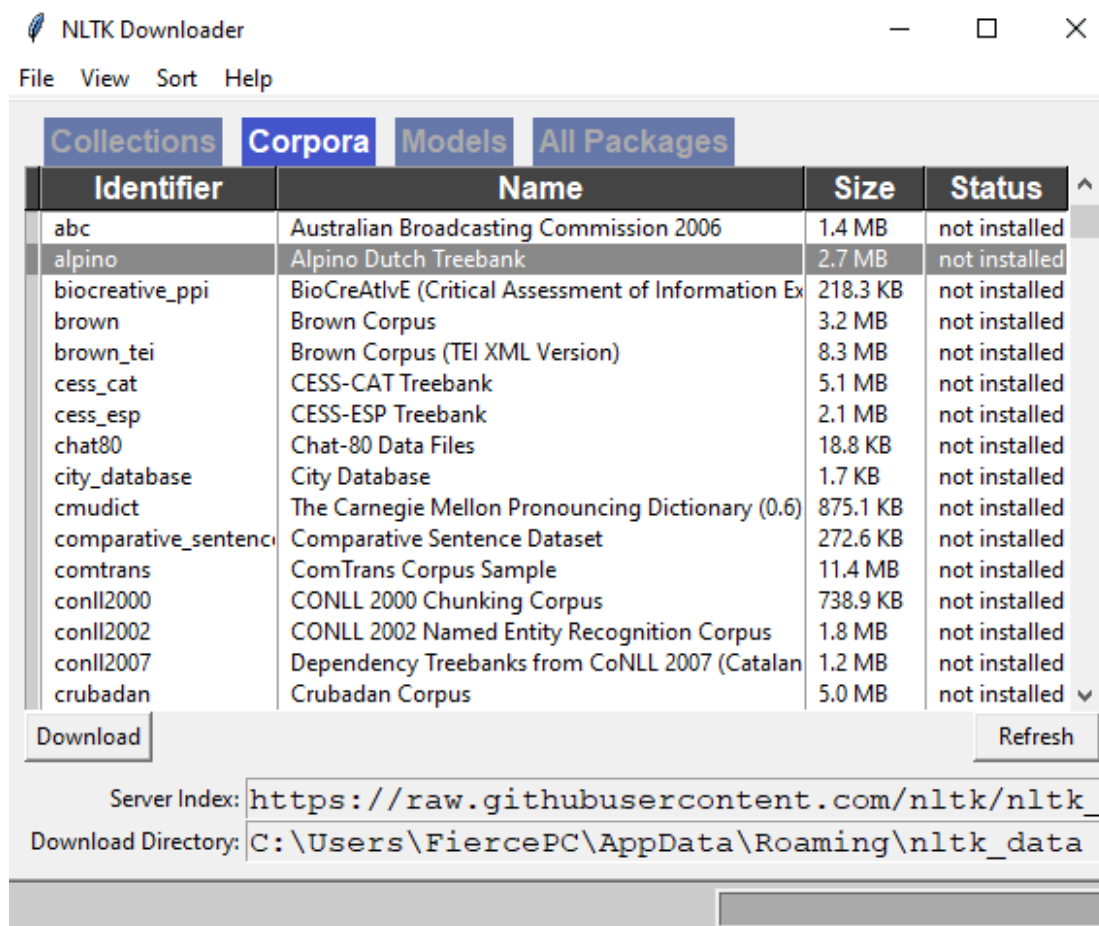 NLTK Downloader
File View Sort Help
Collections Corpora Models All Packages
Identifier Name Size Status
abc Australian Broadcasting Commission 2006 1.4 MB not installed
alpino Alpino Dutch Treebank 2.7 MB not installed
biocreative_ppi BioCreAtIvE (Critical Assessment of Information Ex 218.3 KB not installed
brown Brown Corpus 3.2 MB not installed
brown_tei Brown Corpus (TEI XML Version) 8.3 MB not installed
cess_cat CESS-CAT Treebank 5.1 MB not installed
cess_esp CESS-ESP Treebank 2.1 MB not installed
chat80 Chat-80 Data Files 18.8 KB not installed
city_database City Database 1.7 KB not installed
cmudict The Carnegie Mellon Pronouncing Dictionary (0.6) 875.1 KB not installed
comparative_sentenc Comparative Sentence Dataset 272.6 KB not installed
comtrans ComTrans Corpus Sample 11.4 MB not installed
conll2000 CONLL 2000 Chunking Corpus 738.9 KB not installed
conll2002 CONLL 2002 Named Entity Recognition Corpus 1.8 MB not installed
conll2007 Dependency Treebanks from CoNLL 2007 (Catalan 1.2 MB not installed
crubadan Crubadan Corpus 5.0 MB not installed
Download Refresh
Server Index: https://raw.githubusercontent.com/nltk/nltk_
Download Directory: C:\Users\FiercePC\AppData\Roaming\nltk_data